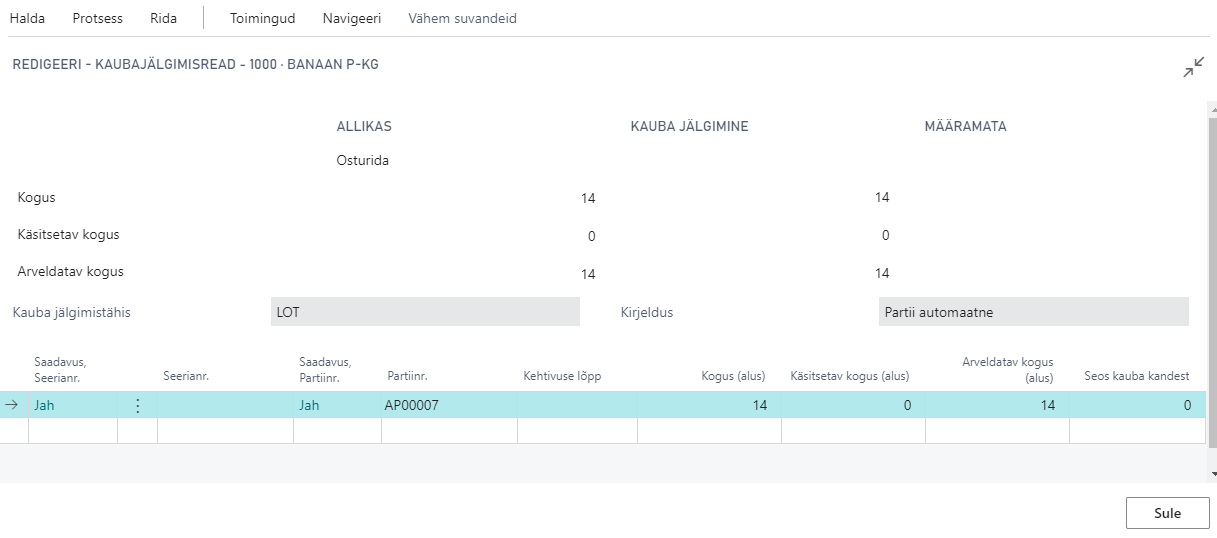 Halda Protsess Rida Toimingud Navigeeri Vähem suvandeid
REDIGEERI - KAUBAJÄLGIMISREAD - 1000 · BANAAN P-KG
ALLIKAS KAUBA JÄLGIMINE MÄÄRAMATA
Osturida
Kogus 14 14
Käsitsetav kogus 0 0
Arveldatav kogus 14 14
Kauba jälgimistähis LOT Kirjeldus Partii automaatne
Saadavus, Seerianr. Seerianr. Saadavus, Partiinr. Partiinr. Kehtivuse lõpp Kogus (alus) Käsitsetav kogus (alus) Arveldatav kogus (alus) Seos kauba kandest
Jah Jah AP00007 14 0 14 0
Sule